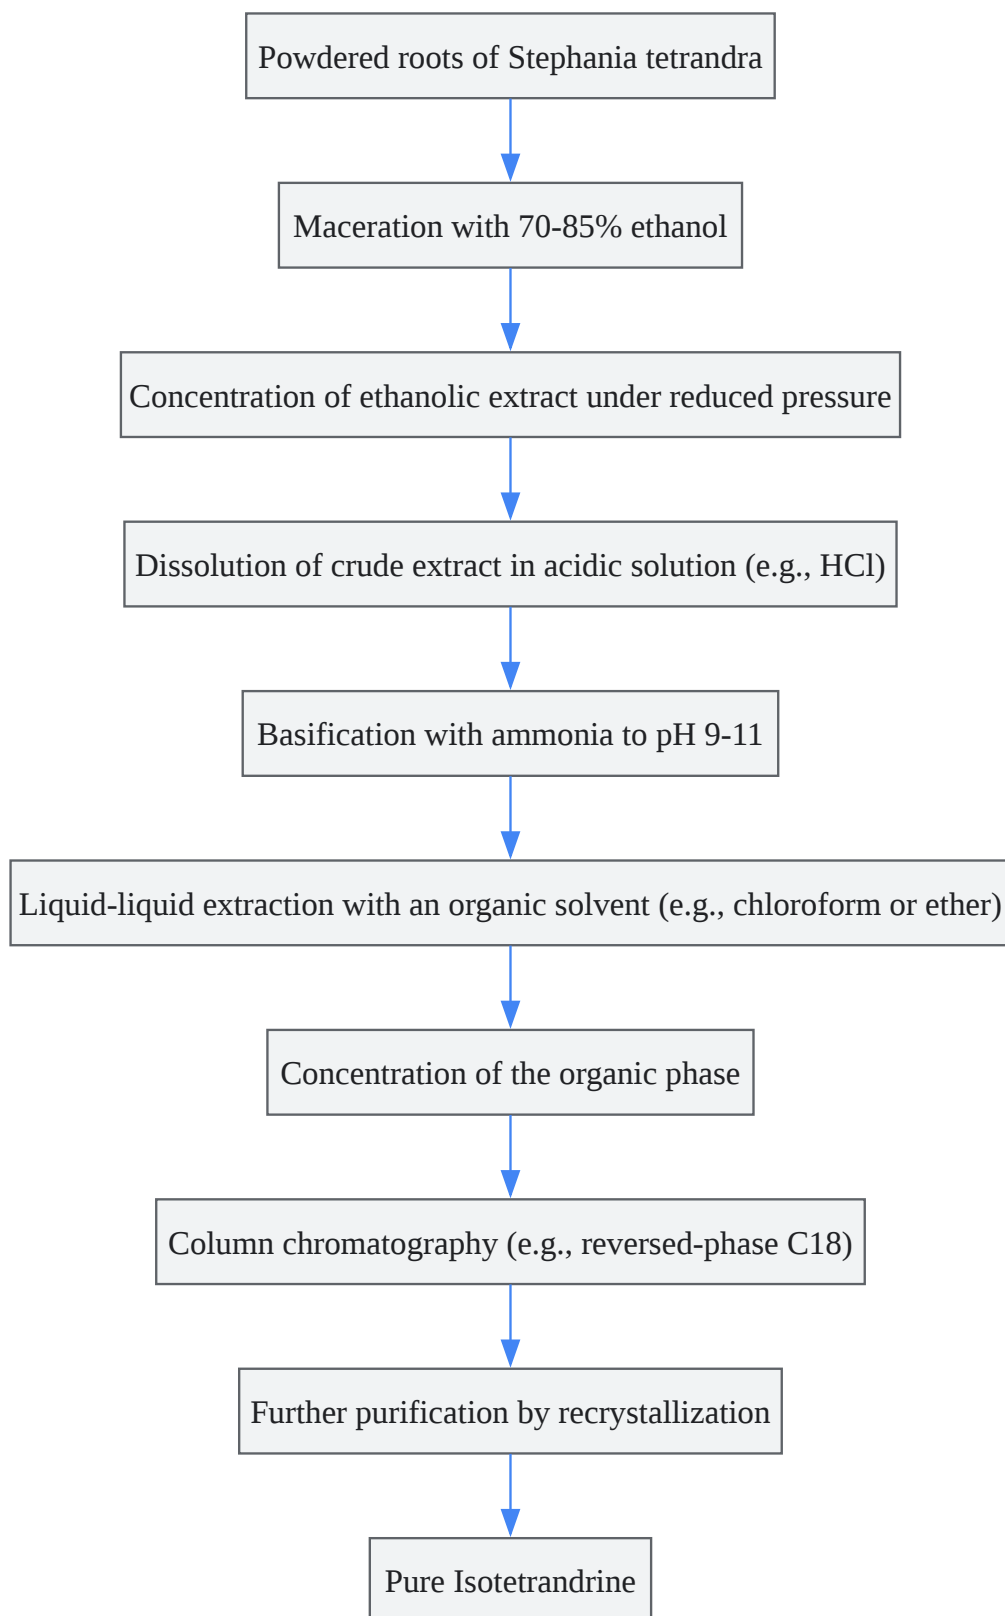 Powdered roots of Stephania tetrandra
Maceration with 70-85% ethanol
Concentration of ethanolic extract under reduced pressure
Dissolution of crude extract in acidic solution (e.g., HCl)
Basification with ammonia to pH 9-11
Liquid-liquid extraction with an organic solvent (e.g., chloroform or ether)
Concentration of the organic phase
Column chromatography (e.g., reversed-phase C18)
Further purification by recrystallization
Pure Isotetrandrine